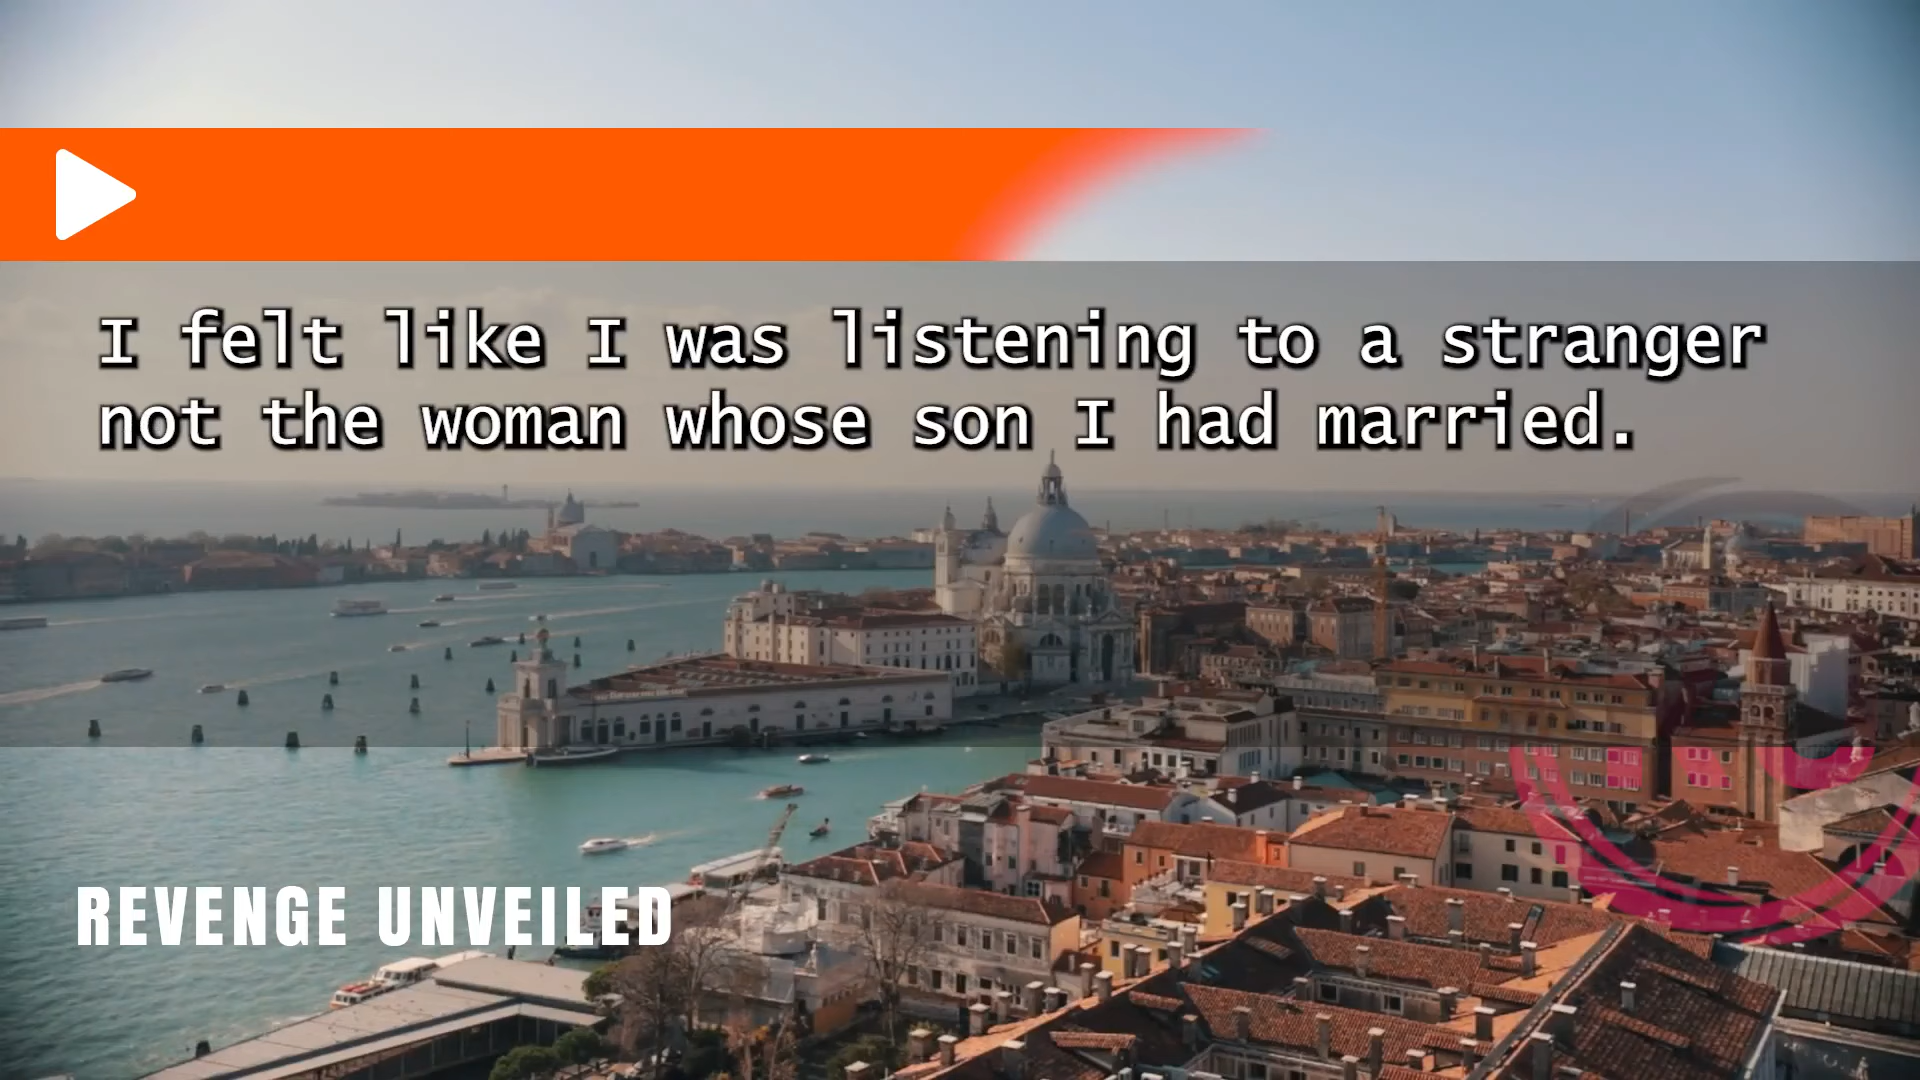 I felt like I was listening to a stranger
not the woman whose son I had married.
REVENGE UNVEILED